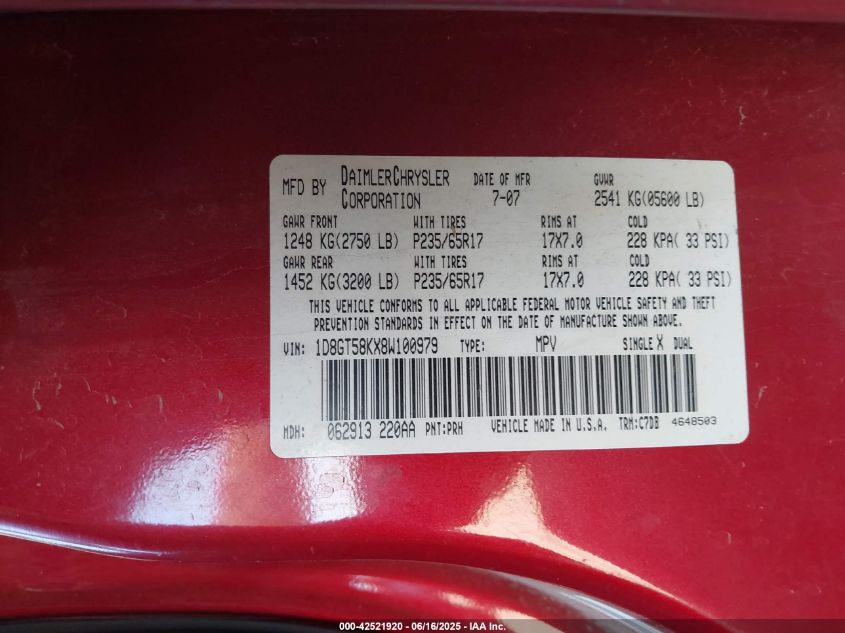 MFD BY DAIMLERCHRYSLER CORPORATION DATE OF MFR 7-07 GVWR 2541 KG(05600 LB)
GAWR FRONT WITH TIRES RIMS AT COLD
1248 KG(2750 LB) P235/65R17 17X7.0 228 KPA( 33 PSI)
GAWR REAR WITH TIRES RIMS AT COLD
1452 KG(3200 LB) P235/65R17 17X7.0 228 KPA( 33 PSI)
THIS VEHICLE CONFORMS TO ALL APPLICABLE FEDERAL MOTOR VEHICLE SAFETY AND THEFT
PREVENTION STANDARDS IN EFFECT ON THE DATE OF MANUFACTURE SHOWN ABOVE.
VIN: 1D8GT58KX8W100979 TYPE: MPV SINGLE X DUAL
MDH: 062913 220AA PNT:PRH VEHICLE MADE IN U.S.A. TRM:C7DB 4648503
000-42521920 - 06/16/2025 - IAA Inc.